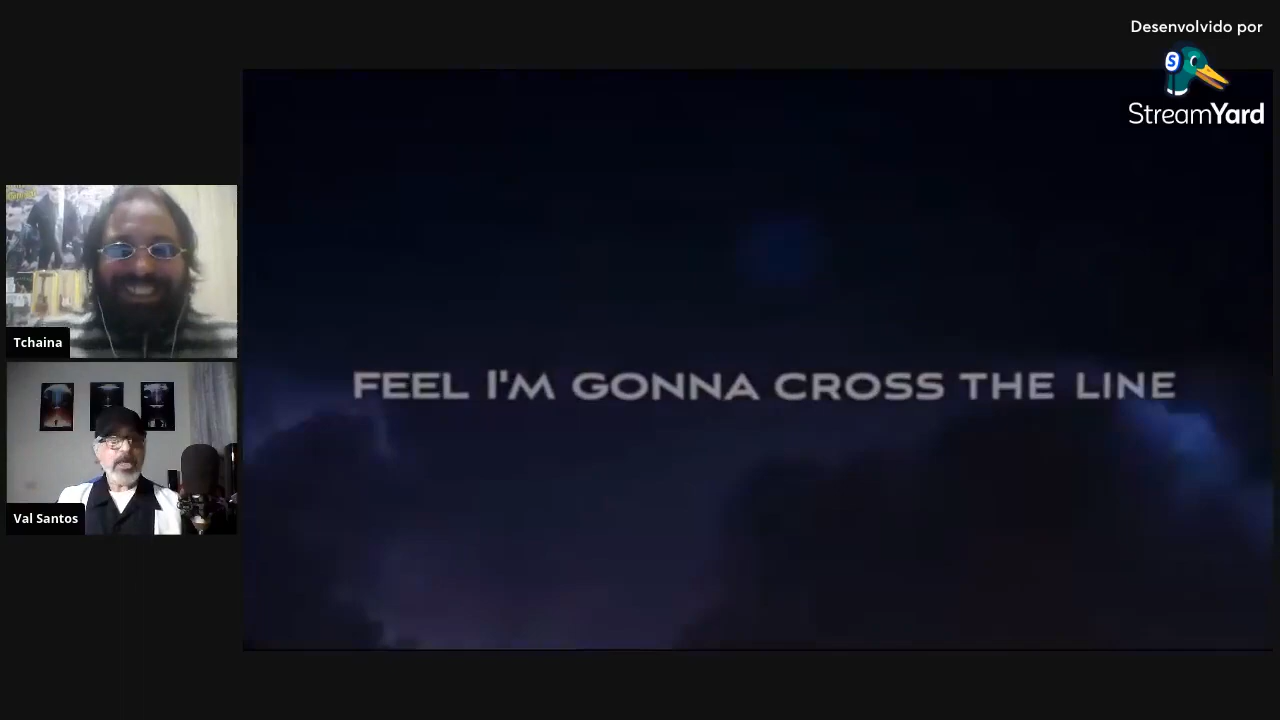 Desenvolvido por
StreamYard
Tchaina
FEEL I'M GONNA CROSS THE LINE
Val Santos